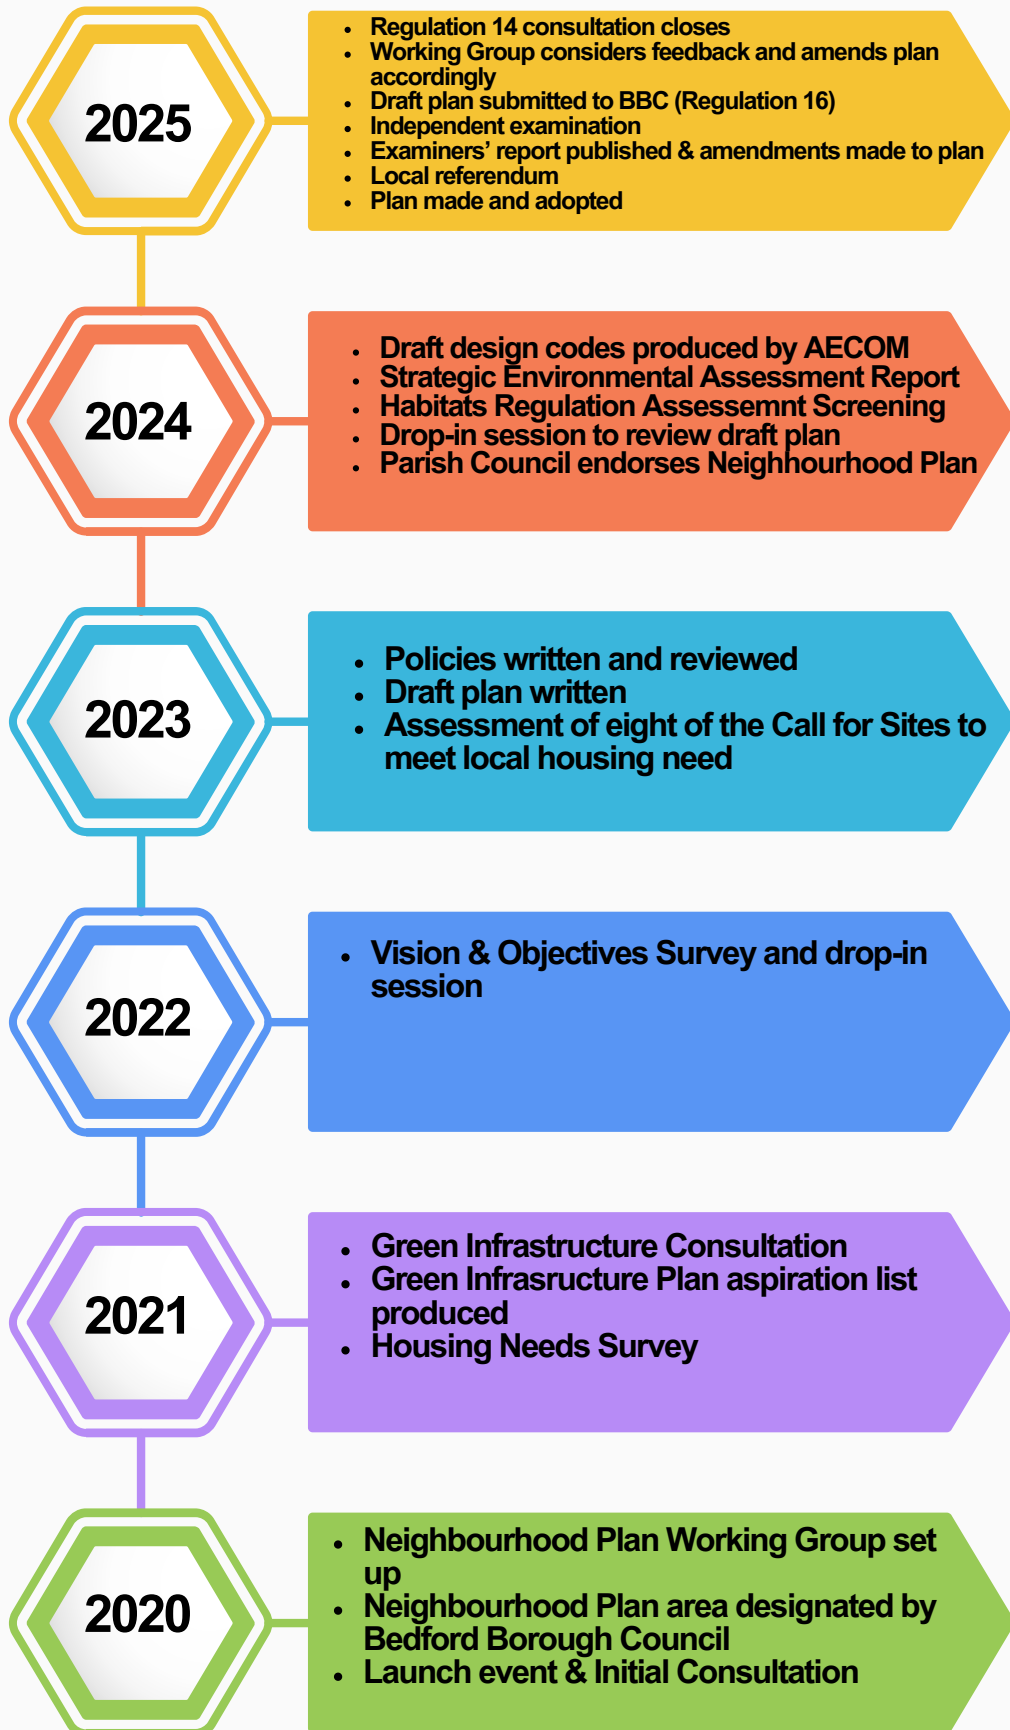 2025
• Regulation 14 consultation closes
• Working Group considers feedback and amends plan
accordingly
• Draft plan submitted to BBC (Regulation 16)
• Independent examination
• Examiners’ report published & amendments made to plan
• Local referendum
• Plan made and adopted
2024
• Draft design codes produced by AECOM
• Strategic Environmental Assessment Report
• Habitats Regulation Assessemnt Screening
• Drop-in session to review draft plan
• Parish Council endorses Neighhourhood Plan
2023
• Policies written and reviewed
• Draft plan written
• Assessment of eight of the Call for Sites to
meet local housing need
2022
• Vision & Objectives Survey and drop-in
session
2021
• Green Infrastructure Consultation
• Green Infrasructure Plan aspiration list
produced
• Housing Needs Survey
2020
• Neighbourhood Plan Working Group set
up
• Neighbourhood Plan area designated by
Bedford Borough Council
• Launch event & Initial Consultation